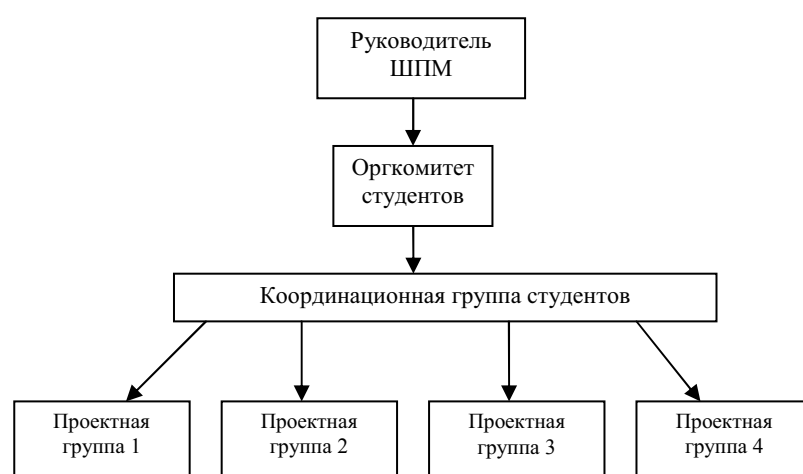 Руководитель
ШПМ
Оргкомитет
студентов
Координационная группа студентов
Проектная
группа 1
Проектная
группа 2
Проектная
группа 3
Проектная
группа 4